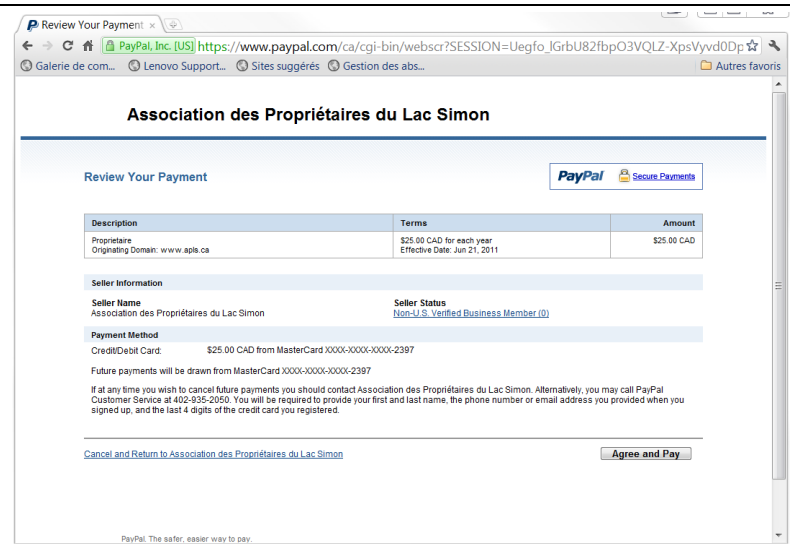 Review Your Payment
PayPal, Inc. [US] https://www.paypal.com/ca/cgi-bin/webscr?SESSION=Uegfo_lGrbU82fbpO3VQLZ-XpsVyvd0Dp
Galerie de com... Lenovo Support... Sites suggérés Gestion des abs... Autres favoris
Association des Propriétaires du Lac Simon
Review Your Payment PayPal Secure Payments
Description Terms Amount
Proprietaire $25.00 CAD for each year $25.00 CAD
Originating Domain: www.apls.ca Effective Date: Jun 21, 2011
Seller Information
Seller Name Seller Status
Association des Propriétaires du Lac Simon Non-U.S. Verified Business Member (0)
Payment Method
Credit/Debit Card: $25.00 CAD from MasterCard XXXX-XXXX-XXXX-2397
Future payments will be drawn from MasterCard XXXX-XXXX-XXXX-2397
If at any time you wish to cancel future payments you should contact Association des Propriétaires du Lac Simon. Alternatively, you may call PayPal
Customer Service at 402-935-2050. You will be required to provide your first and last name, the phone number or email address you provided when you
signed up, and the last 4 digits of the credit card you registered.
Cancel and Return to Association des Propriétaires du Lac Simon Agree and Pay
PayPal. The safer, easier way to pay.